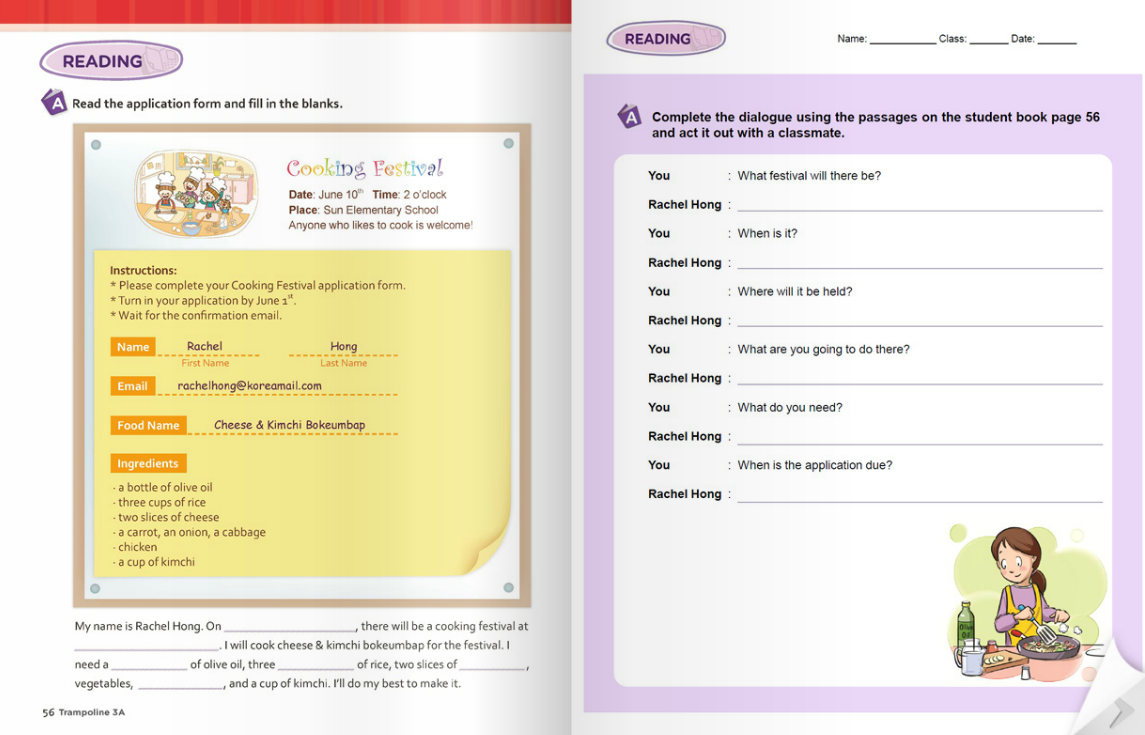 READING
A Read the application form and fill in the blanks.
Cooking Festival
Date: June 10th Time: 2 o'clock
Place: Sun Elementary School
Anyone who likes to cook is welcome!
Instructions:
* Please complete your Cooking Festival application form.
* Turn in your application by June 1st.
* Wait for the confirmation email.
Name Rachel Hong
First Name Last Name
Email rachelhong@koreamail.com
Food Name Cheese & Kimchi Bokeumbap
Ingredients
· a bottle of olive oil
· three cups of rice
· two slices of cheese
· a carrot, an onion, a cabbage
· chicken
· a cup of kimchi
My name is Rachel Hong. On ____________________, there will be a cooking festival at
______________________. I will cook cheese & kimchi bokeumbap for the festival. I
need a ___________ of olive oil, three ___________ of rice, two slices of __________,
vegetables, _____________, and a cup of kimchi. I'll do my best to make it.
56 Trampoline 3A
READING
Name: __________ Class: ______ Date: ______
A Complete the dialogue using the passages on the student book page 56
and act it out with a classmate.
You : What festival will there be?
Rachel Hong : ____________________
You : When is it?
Rachel Hong : ____________________
You : Where will it be held?
Rachel Hong : ____________________
You : What are you going to do there?
Rachel Hong : ____________________
You : What do you need?
Rachel Hong : ____________________
You : When is the application due?
Rachel Hong : ____________________
Olive
Oil